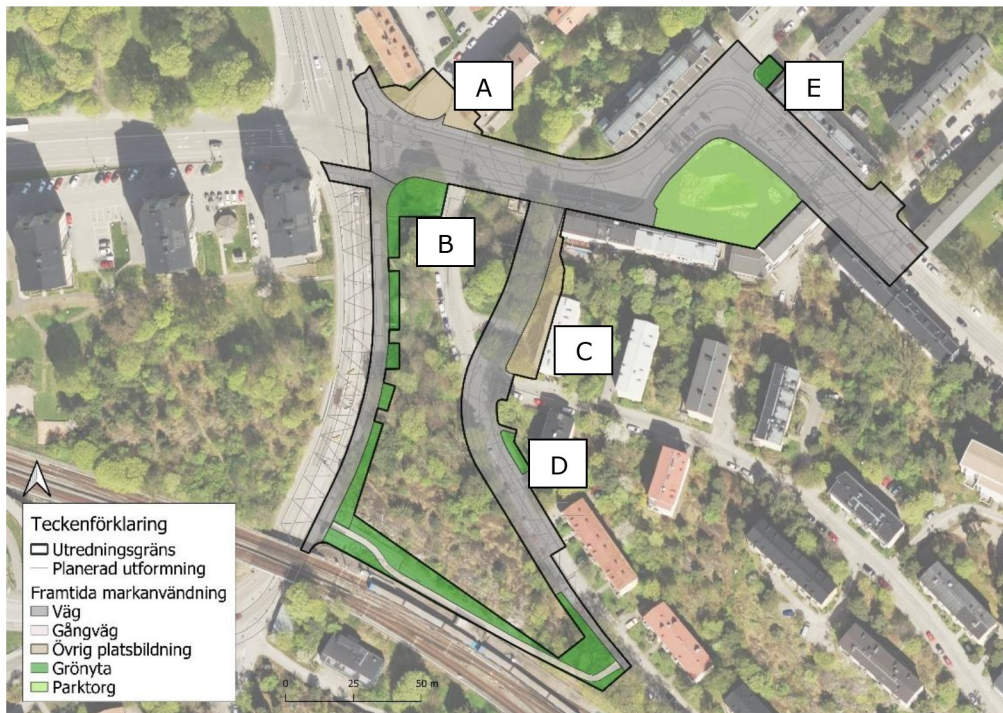 A
E
B
C
D
Teckenförklaring
Utredningsgräns
Planerad utformning
Framtida markanvändning
Väg
Gångväg
Övrig platsbildning
Grönyta
Parktorg
0 25 50 m